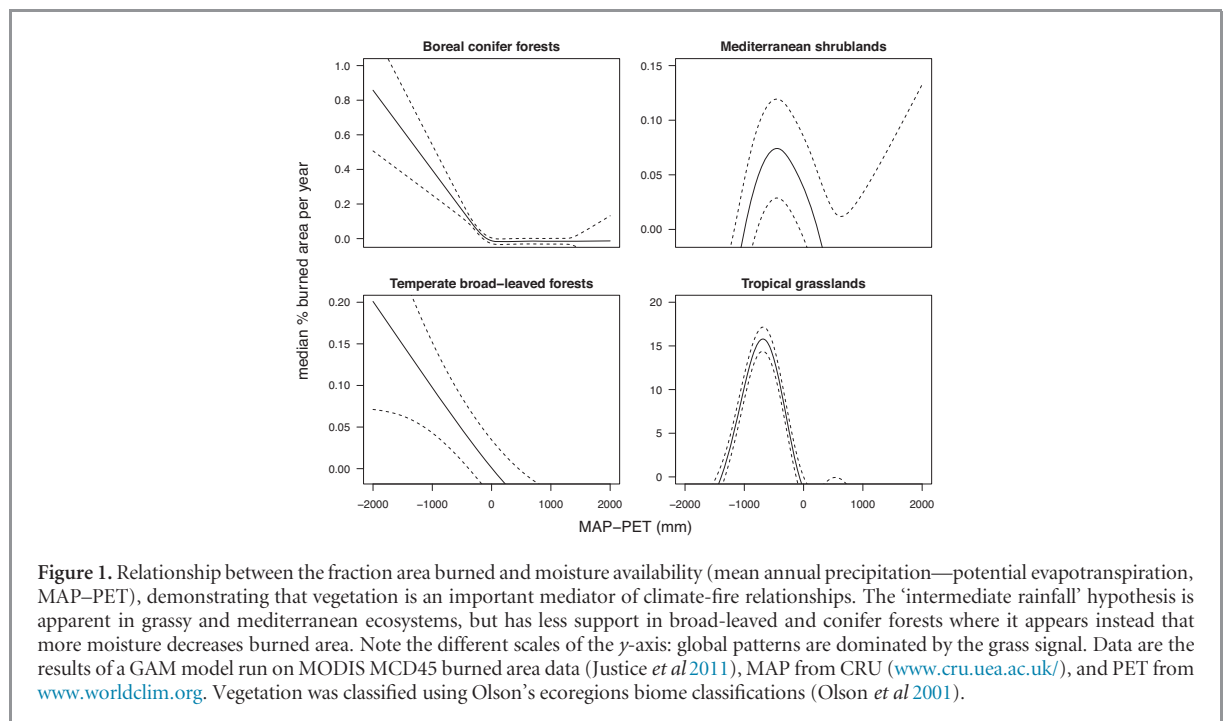 Boreal conifer forests
Mediterranean shrublands
1.0
0.8
0.6
0.4
0.2
0.0
0.15
0.10
0.05
0.00
median % burned area per year
Temperate broad–leaved forests
Tropical grasslands
0.20
0.15
0.10
0.05
0.00
20
15
10
5
0
−2000 −1000 0 1000 2000
−2000 −1000 0 1000 2000
MAP−PET (mm)
Figure 1. Relationship between the fraction area burned and moisture availability (mean annual precipitation—potential evapotranspiration,
MAP–PET), demonstrating that vegetation is an important mediator of climate-fire relationships. The ‘intermediate rainfall’ hypothesis is
apparent in grassy and mediterranean ecosystems, but has less support in broad-leaved and conifer forests where it appears instead that
more moisture decreases burned area. Note the different scales of the y-axis: global patterns are dominated by the grass signal. Data are the
results of a GAM model run on MODIS MCD45 burned area data (Justice et al 2011), MAP from CRU (www.cru.uea.ac.uk/), and PET from
www.worldclim.org. Vegetation was classified using Olson’s ecoregions biome classifications (Olson et al 2001).